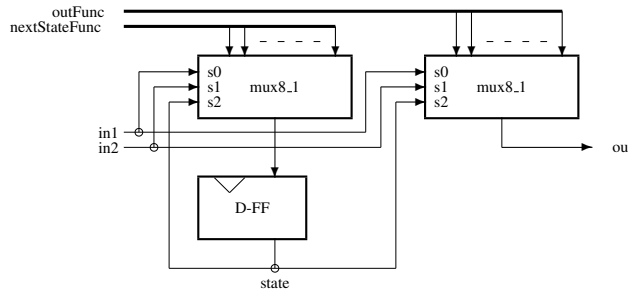 outFunc
nextStateFunc
s0
s1
s2
mux8_1
s0
s1
s2
mux8_1
in1
in2
ou
D-FF
state